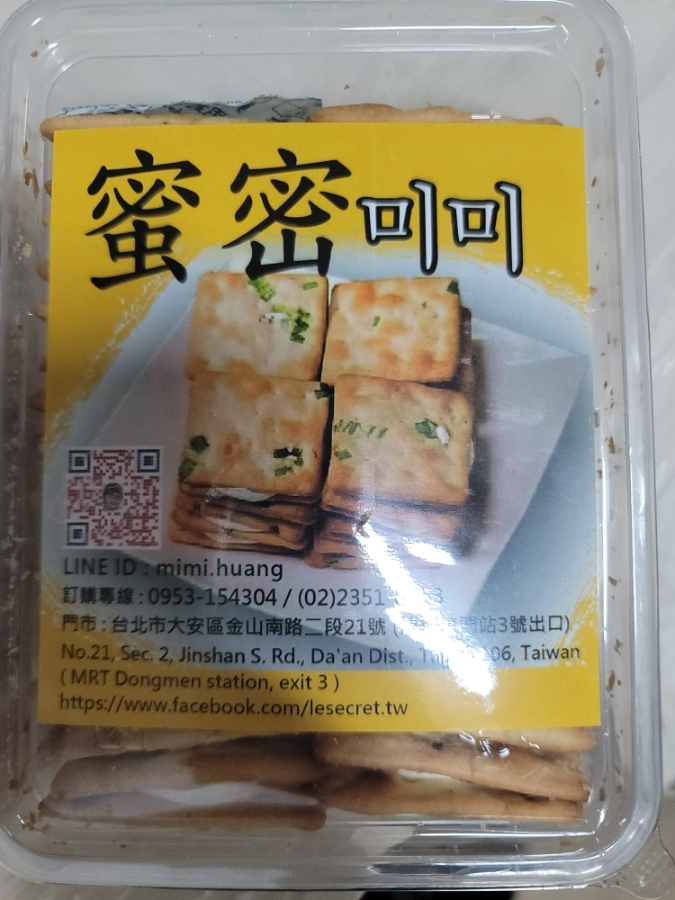 蜜密미미
LINE ID : mimi.huang
訂購專線 : 0953-154304 / (02)2351-
門市 : 台北市大安區金山南路二段21號 (站3號出口)
No.21, Sec. 2, Jinshan S. Rd., Da'an Dist., 106, Taiwan
( MRT Dongmen station, exit 3 )
https://www.facebook.com/lesecret.tw